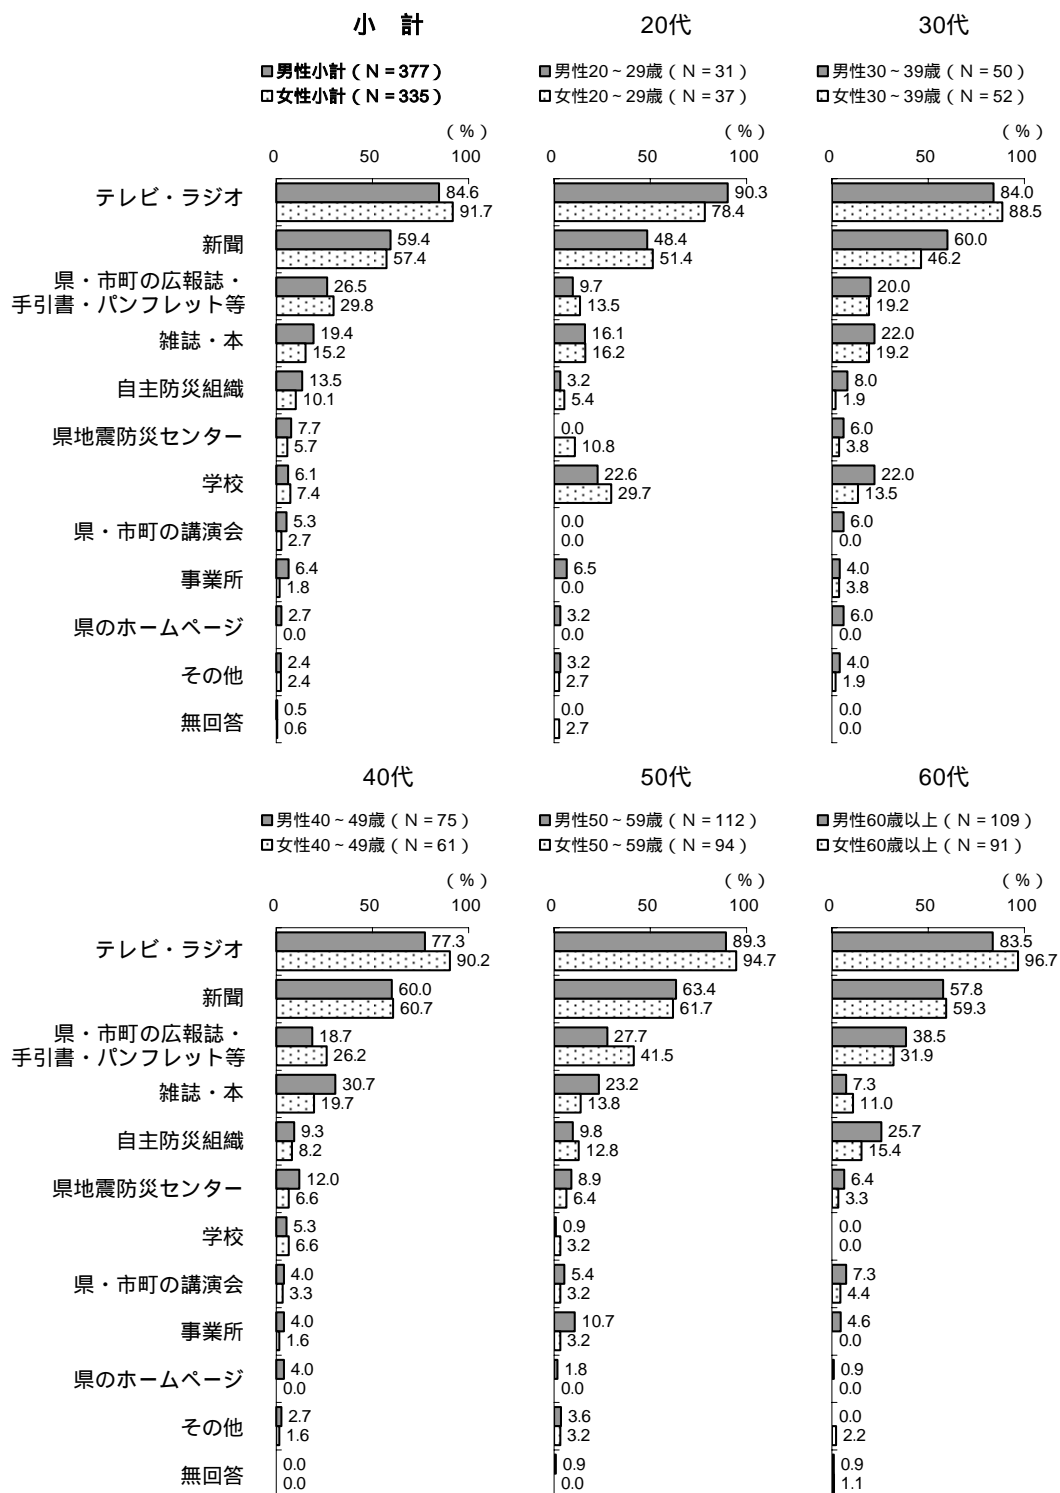 小　計
■男性小計（Ｎ＝377）
□女性小計（Ｎ＝335）
（％）
0 50 100
テレビ・ラジオ 84.6
91.7
新聞 59.4
57.4
県・市町の広報誌・
手引書・パンフレット等 26.5
29.8
雑誌・本 19.4
15.2
自主防災組織 13.5
10.1
県地震防災センター 7.7
5.7
学校 6.1
7.4
県・市町の講演会 5.3
2.7
事業所 6.4
1.8
県のホームページ 2.7
0.0
その他 2.4
2.4
無回答 0.5
0.6
20代
■男性20～29歳（Ｎ＝31）
□女性20～29歳（Ｎ＝37）
（％）
0 50 100
90.3
78.4
48.4
51.4
9.7
13.5
16.1
16.2
3.2
5.4
0.0
10.8
22.6
29.7
0.0
0.0
6.5
0.0
3.2
0.0
3.2
2.7
0.0
2.7
30代
■男性30～39歳（Ｎ＝50）
□女性30～39歳（Ｎ＝52）
（％）
0 50 100
84.0
88.5
60.0
46.2
20.0
19.2
22.0
19.2
8.0
1.9
6.0
3.8
22.0
13.5
6.0
0.0
4.0
3.8
6.0
0.0
4.0
1.9
0.0
0.0
40代
■男性40～49歳（Ｎ＝75）
□女性40～49歳（Ｎ＝61）
（％）
0 50 100
テレビ・ラジオ 77.3
90.2
新聞 60.0
60.7
県・市町の広報誌・
手引書・パンフレット等 18.7
26.2
雑誌・本 30.7
19.7
自主防災組織 9.3
8.2
県地震防災センター 12.0
6.6
学校 5.3
6.6
県・市町の講演会 4.0
3.3
事業所 4.0
1.6
県のホームページ 4.0
0.0
その他 2.7
1.6
無回答 0.0
0.0
50代
■男性50～59歳（Ｎ＝112）
□女性50～59歳（Ｎ＝94）
（％）
0 50 100
89.3
94.7
63.4
61.7
27.7
41.5
23.2
13.8
9.8
12.8
8.9
6.4
0.9
3.2
5.4
3.2
10.7
3.2
1.8
0.0
3.6
3.2
0.9
0.0
60代
■男性60歳以上（Ｎ＝109）
□女性60歳以上（Ｎ＝91）
（％）
0 50 100
83.5
96.7
57.8
59.3
38.5
31.9
7.3
11.0
25.7
15.4
6.4
3.3
0.0
0.0
7.3
4.4
4.6
0.0
0.9
0.0
0.0
2.2
0.9
1.1